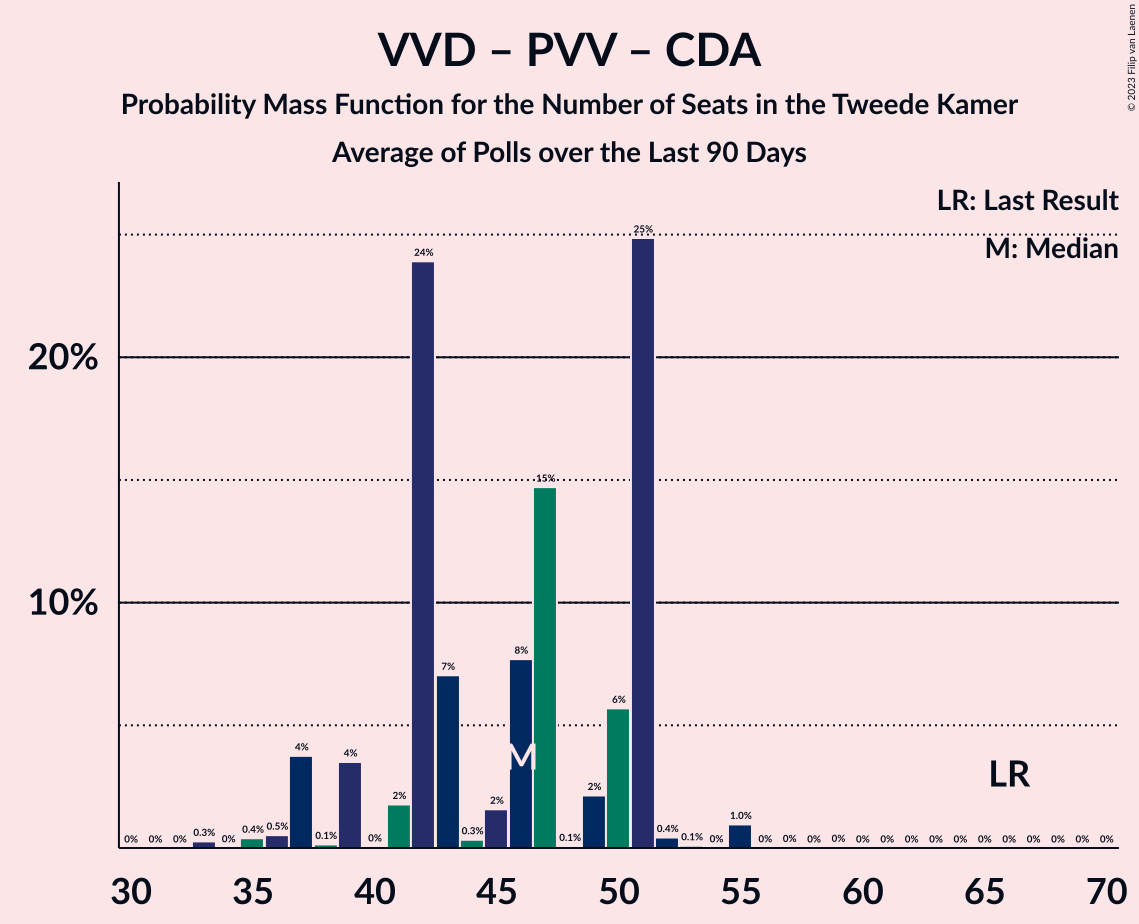 VVD – PVV – CDA
Probability Mass Function for the Number of Seats in the Tweede Kamer
Average of Polls over the Last 90 Days
© 2023 Filip van Laenen
LR: Last Result
M: Median
20%
10%
0% 0% 0% 0.3% 0% 0.4% 0.5% 4% 0.1% 4% 0% 2% 24% 7% 0.3% 2% 8% 15% 0.1% 2% 6% 25% 0.4% 0.1% 1.0% 0% 0% 0% 0% 0% 0% 0% 0% 0% 0% 0% 0% 0% 0% 0% 0%
M
LR
30 35 40 45 50 55 60 65 70